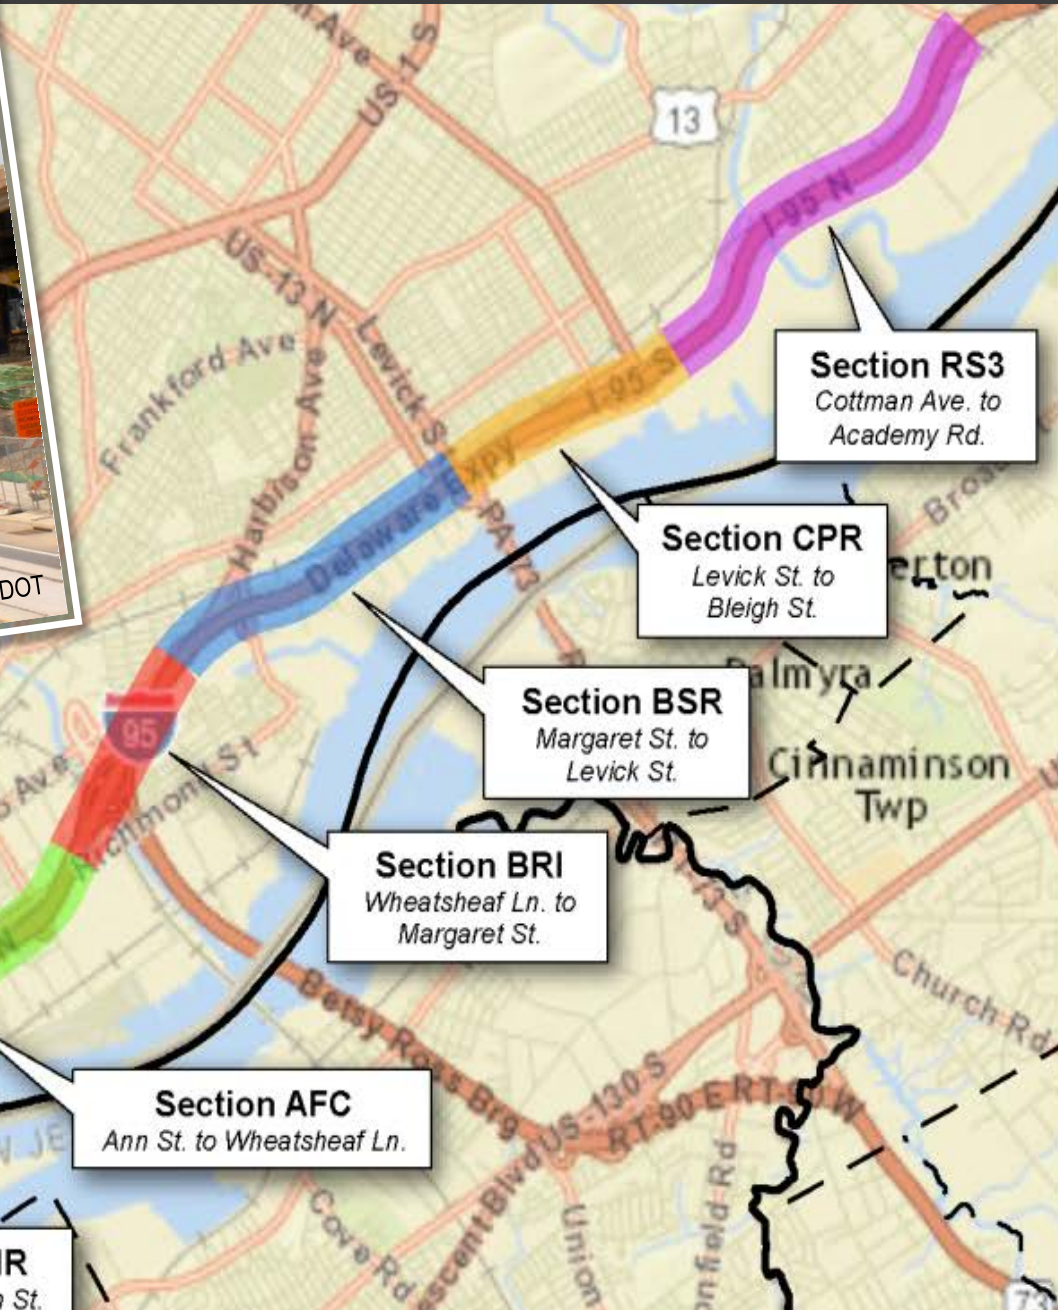 US-1 S
13
I-95 N
US-13 N
Levick S
Frankford Ave
Harbison Ave
I-95 S
Section RS3
Cottman Ave. to
Academy Rd.
Delaware Expy
PA-73
Section CPR
Levick St. to
Bleigh St.
DOT
Section BSR
Margaret St. to
Levick St.
Cinnaminson
Twp
95
Section BRI
Wheatsheaf Ln. to
Margaret St.
Church Rd
Betsy Ross Brg
US-130 S
RT-90 E
Section AFC
Ann St. to Wheatsheaf Ln.
Cove Rd
Union
St.
73